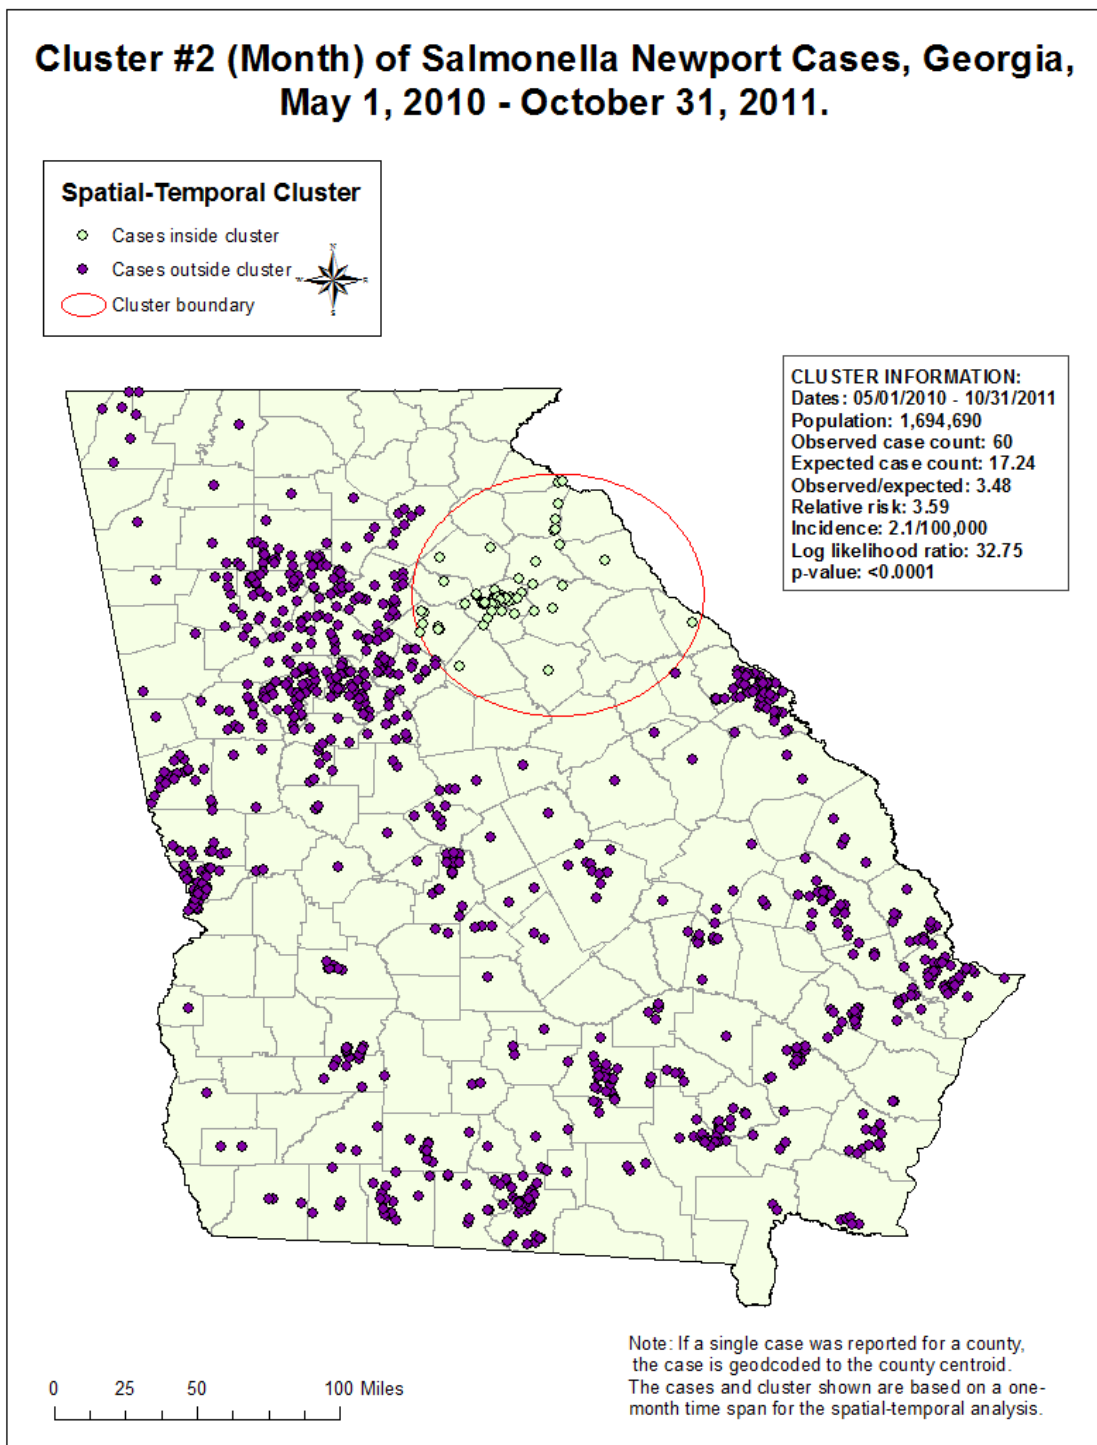 Cluster #2 (Month) of Salmonella Newport Cases, Georgia,
May 1, 2010 - October 31, 2011.
Spatial-Temporal Cluster
Cases inside cluster
Cases outside cluster
Cluster boundary
N
W
E
S
CLUSTER INFORMATION:
Dates: 05/01/2010 - 10/31/2011
Population: 1,694,690
Observed case count: 60
Expected case count: 17.24
Observed/expected: 3.48
Relative risk: 3.59
Incidence: 2.1/100,000
Log likelihood ratio: 32.75
p-value: <0.0001
Note: If a single case was reported for a county,
the case is geodcoded to the county centroid.
The cases and cluster shown are based on a one-
month time span for the spatial-temporal analysis.
0 25 50 100 Miles